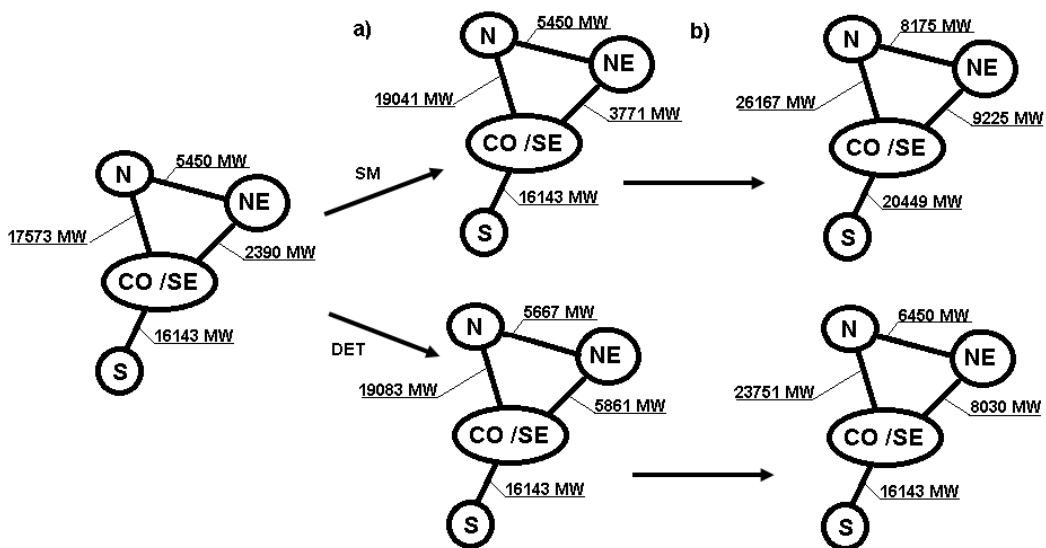 a)
b)
N
5450 MW
NE
17573 MW
2390 MW
CO /SE
16143 MW
S
SM
N
5450 MW
NE
19041 MW
3771 MW
CO /SE
16143 MW
S
N
8175 MW
NE
26167 MW
9225 MW
CO /SE
20449 MW
S
DET
N
5667 MW
NE
19083 MW
5861 MW
CO /SE
16143 MW
S
N
6450 MW
NE
23751 MW
8030 MW
CO /SE
16143 MW
S